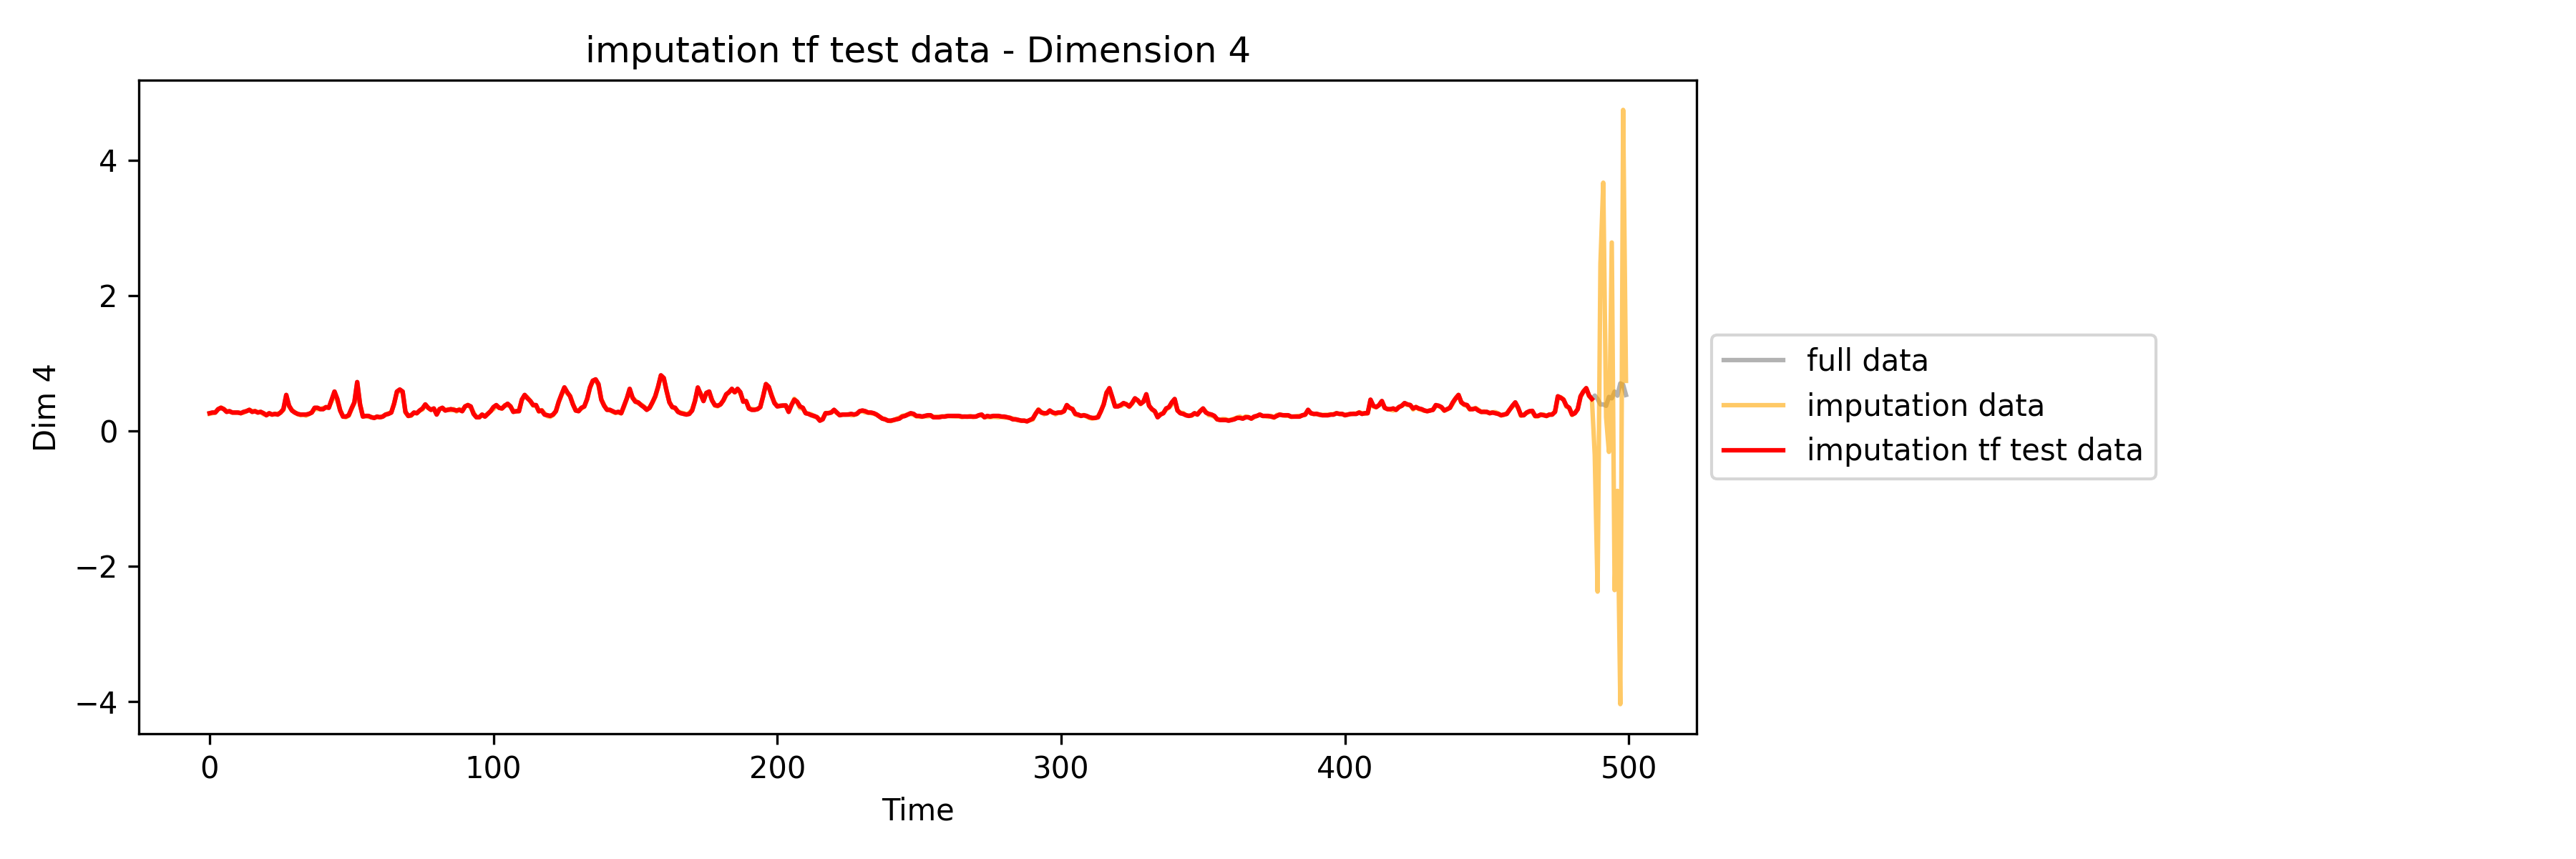 imputation tf test data - Dimension 4
Dim 4
4
2
0
−2
−4
0 100 200 300 400 500
Time
full data
imputation data
imputation tf test data